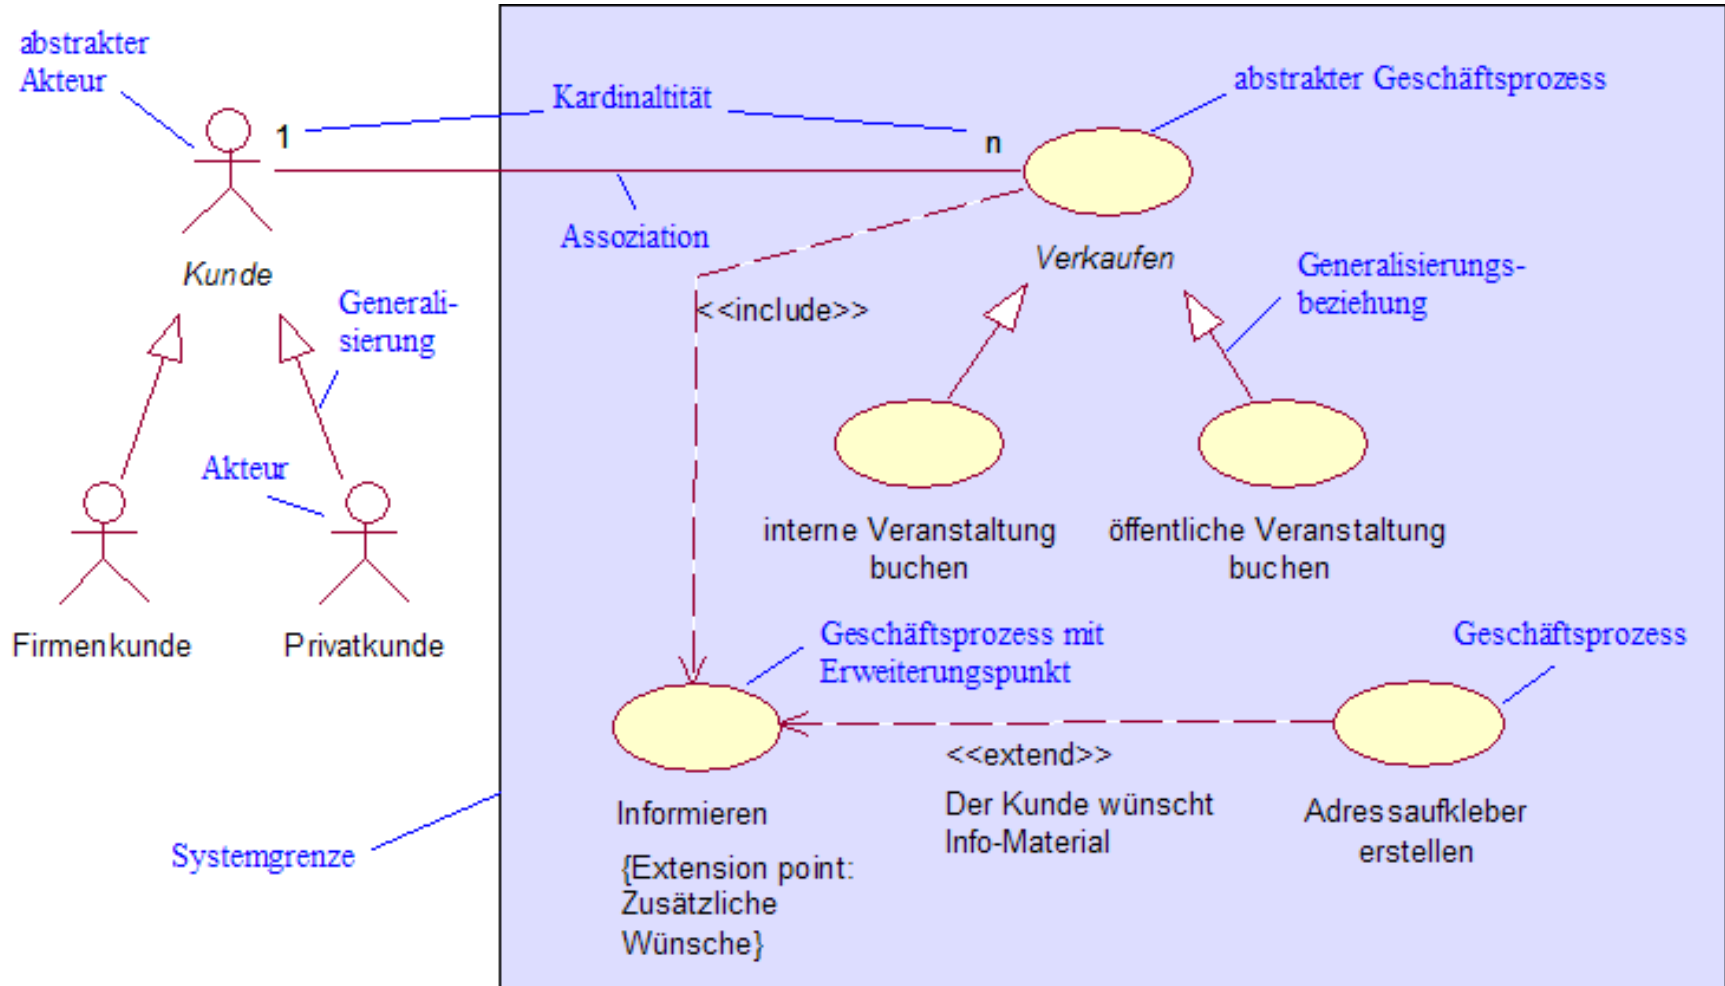 abstrakter
Akteur
Kardinaltität
abstrakter Geschäftsprozess
1
n
Assoziation
Kunde
Verkaufen
Generali-
sierung
<<include>>
Generalisierungs-
beziehung
Akteur
interne Veranstaltung
buchen
öffentliche Veranstaltung
buchen
Firmenkunde
Privatkunde
Geschäftsprozess mit
Erweiterungspunkt
Geschäftsprozess
<<extend>>
Der Kunde wünscht
Info-Material
Informieren
Adressaufkleber
erstellen
Systemgrenze
{Extension point:
Zusätzliche
Wünsche}